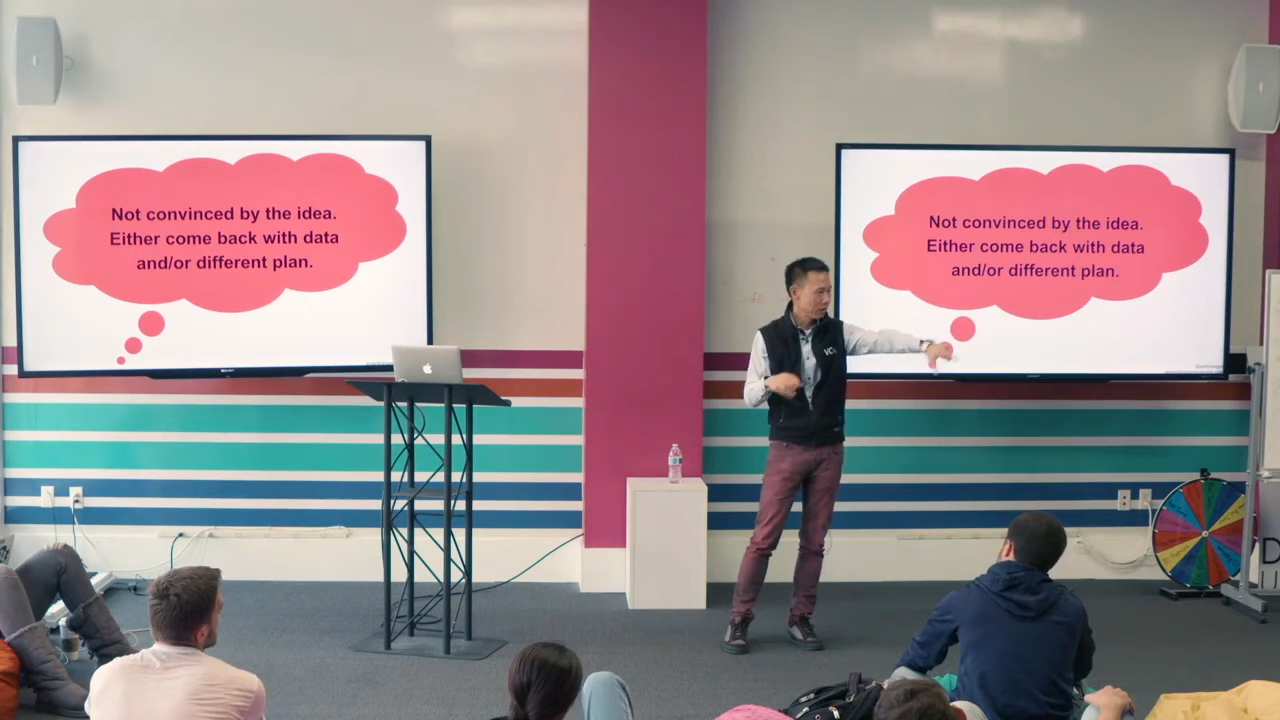 Not convinced by the idea.
Either come back with data
and/or different plan.
Not convinced by the idea.
Either come back with data
and/or different plan.